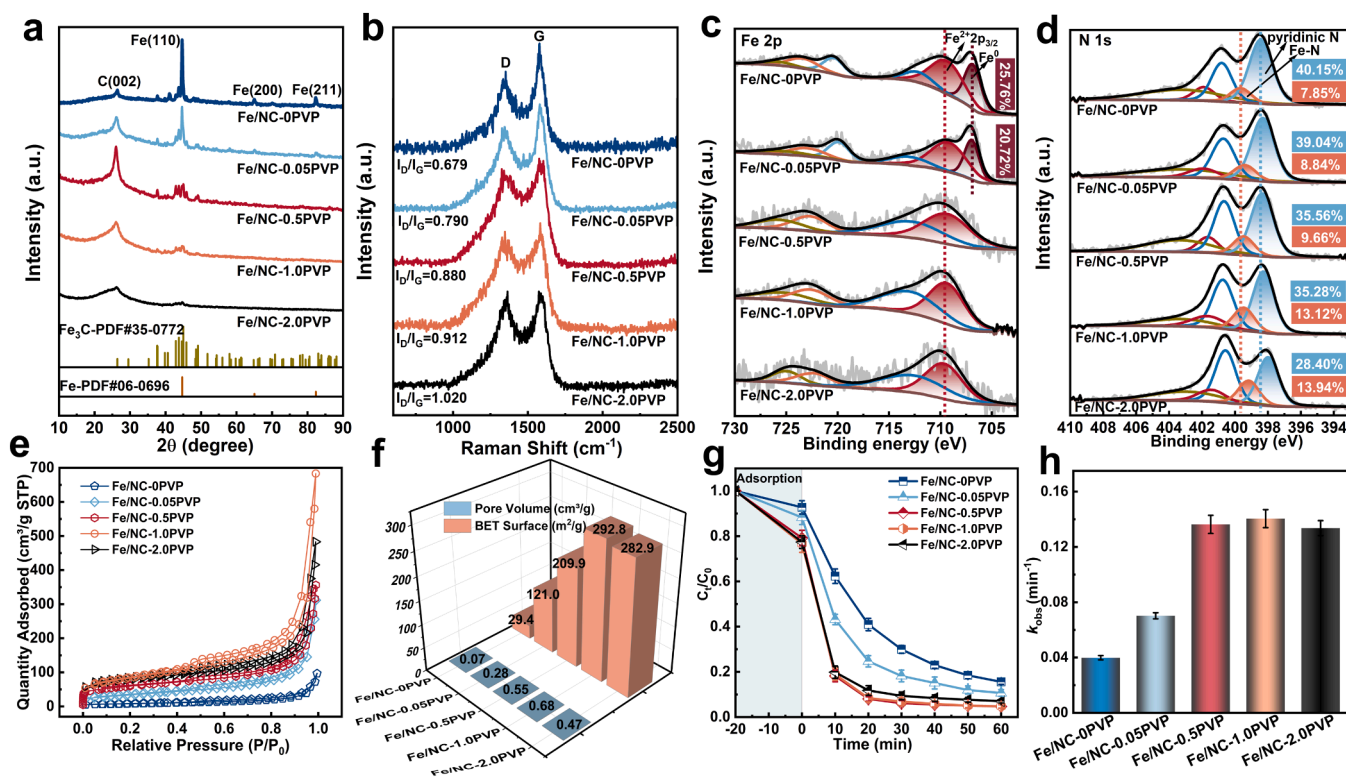 a
Fe(110)
C(002)
Fe(200)
Fe(211)
Fe/NC-0PVP
Fe/NC-0.05PVP
Fe/NC-0.5PVP
Fe/NC-1.0PVP
Fe/NC-2.0PVP
Fe₃C-PDF#35-0772
Fe-PDF#06-0696
Intensity (a.u.)
10 20 30 40 50 60 70 80 90
2θ (degree)
b
D
G
Fe/NC-0PVP
I_D/I_G=0.679
Fe/NC-0.05PVP
I_D/I_G=0.790
Fe/NC-0.5PVP
I_D/I_G=0.880
Fe/NC-1.0PVP
I_D/I_G=0.912
Fe/NC-2.0PVP
I_D/I_G=1.020
Intensity (a.u.)
1000 1500 2000 2500
Raman Shift (cm⁻¹)
c
Fe 2p
Fe²⁺2p₃/₂
Fe⁰
Fe/NC-0PVP
25.76%
Fe/NC-0.05PVP
20.72%
Fe/NC-0.5PVP
Fe/NC-1.0PVP
Fe/NC-2.0PVP
Intensity (a.u.)
730 725 720 715 710 705
Binding energy (eV)
d
N 1s
pyridinic N
Fe-N
40.15%
7.85%
Fe/NC-0PVP
39.04%
8.84%
Fe/NC-0.05PVP
35.56%
9.66%
Fe/NC-0.5PVP
35.28%
13.12%
Fe/NC-1.0PVP
28.40%
13.94%
Fe/NC-2.0PVP
Intensity (a.u.)
410 408 406 404 402 400 398 396 394
Binding energy (eV)
e
700
600
500
400
300
200
100
0
Fe/NC-0PVP
Fe/NC-0.05PVP
Fe/NC-0.5PVP
Fe/NC-1.0PVP
Fe/NC-2.0PVP
Quantity Adsorbed (cm³/g STP)
0.0 0.2 0.4 0.6 0.8 1.0
Relative Pressure (P/P₀)
f
Pore Volume (cm³/g)
BET Surface (m²/g)
300
250
200
150
100
50
0
29.4
121.0
209.9
292.8
282.9
0.07
0.28
0.55
0.68
0.47
Fe/NC-0PVP
Fe/NC-0.05PVP
Fe/NC-0.5PVP
Fe/NC-1.0PVP
Fe/NC-2.0PVP
g
Adsorption
Fe/NC-0PVP
Fe/NC-0.05PVP
Fe/NC-0.5PVP
Fe/NC-1.0PVP
Fe/NC-2.0PVP
1.0
0.8
0.6
0.4
0.2
0.0
C_t/C₀
-20 -10 0 10 20 30 40 50 60
Time (min)
h
0.16
0.12
0.08
0.04
0.00
k_obs (min⁻¹)
Fe/NC-0PVP
Fe/NC-0.05PVP
Fe/NC-0.5PVP
Fe/NC-1.0PVP
Fe/NC-2.0PVP